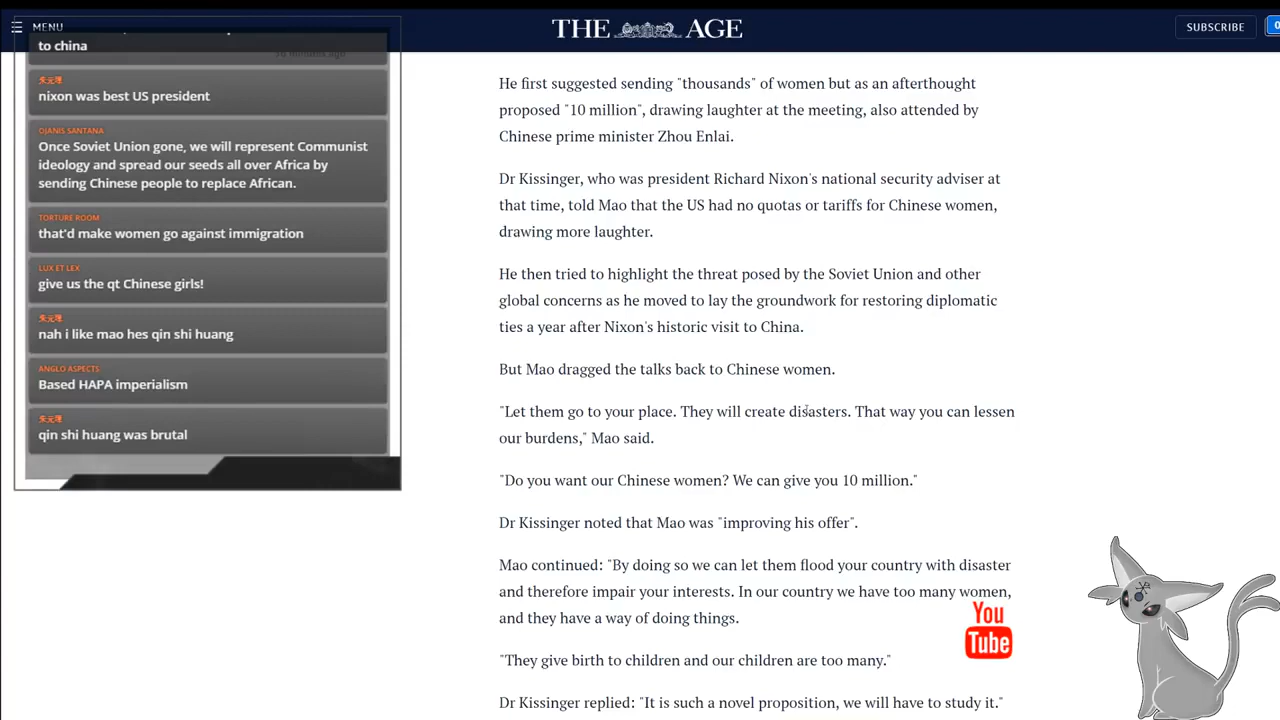 MENU
THE AGE
SUBSCRIBE
to china
朱元璋
nixon was best US president
OJANIS SANTANA
Once Soviet Union gone, we will represent Communist
ideology and spread our seeds all over Africa by
sending Chinese people to replace African.
TORTURE ROOM
that'd make women go against immigration
LUX ET LEX
give us the qt Chinese girls!
朱元璋
nah i like mao hes qin shi huang
ANGLO ASPECTS
Based HAPA imperialism
朱元璋
qin shi huang was brutal
He first suggested sending "thousands" of women but as an afterthought
proposed "10 million", drawing laughter at the meeting, also attended by
Chinese prime minister Zhou Enlai.
Dr Kissinger, who was president Richard Nixon's national security adviser at
that time, told Mao that the US had no quotas or tariffs for Chinese women,
drawing more laughter.
He then tried to highlight the threat posed by the Soviet Union and other
global concerns as he moved to lay the groundwork for restoring diplomatic
ties a year after Nixon's historic visit to China.
But Mao dragged the talks back to Chinese women.
"Let them go to your place. They will create disasters. That way you can lessen
our burdens," Mao said.
"Do you want our Chinese women? We can give you 10 million."
Dr Kissinger noted that Mao was "improving his offer".
Mao continued: "By doing so we can let them flood your country with disaster
and therefore impair your interests. In our country we have too many women,
and they have a way of doing things.
"They give birth to children and our children are too many."
Dr Kissinger replied: "It is such a novel proposition, we will have to study it."
You
Tube